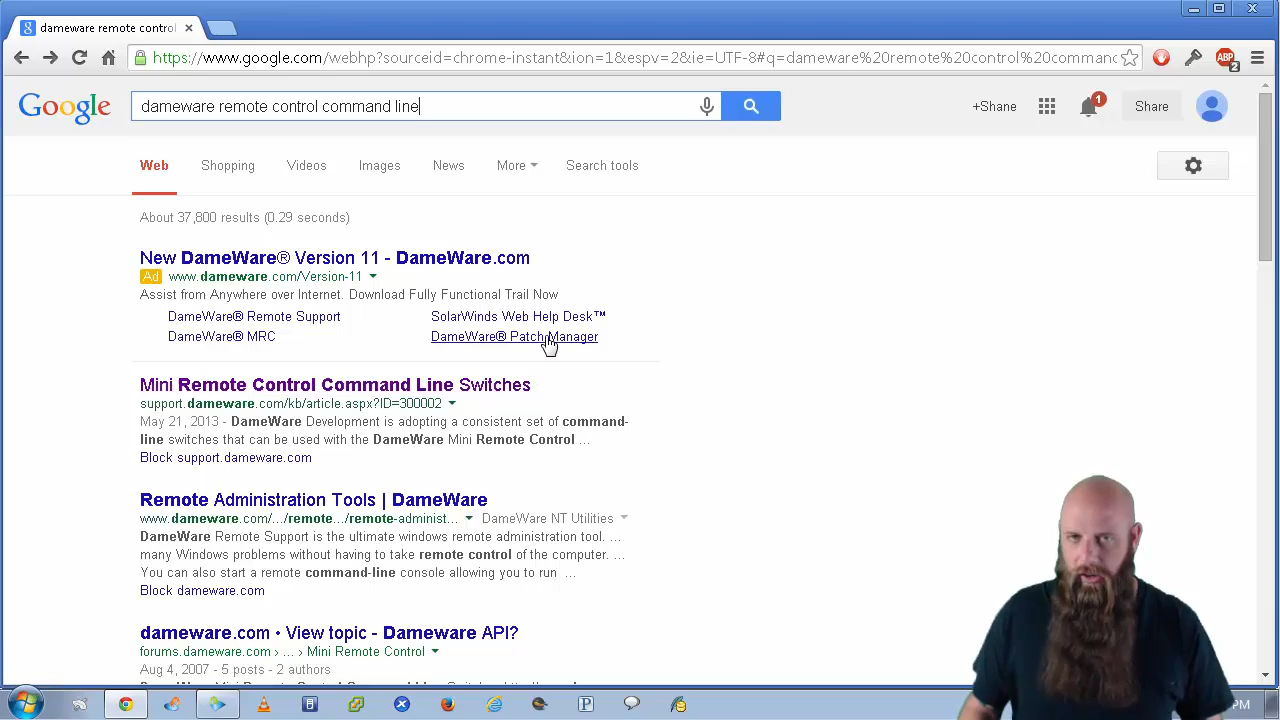 dameware remote control
https://www.google.com/webhp?sourceid=chrome-instant&ion=1&espv=2&ie=UTF-8#q=dameware%20remote%20control%20comman
ABP
2
Google
dameware remote control command line
+Share
1
Share
Web
Shopping
Videos
Images
News
More
Search tools
About 37,800 results (0.29 seconds)
New DameWare® Version 11 - DameWare.com
Ad www.dameware.com/Version-11
Assist from Anywhere over Internet. Download Fully Functional Trail Now
DameWare® Remote Support SolarWinds Web Help Desk™
DameWare® MRC DameWare® Patch Manager
Mini Remote Control Command Line Switches
support.dameware.com/kb/article.aspx?ID=300002
May 21, 2013 - DameWare Development is adopting a consistent set of command-
line switches that can be used with the DameWare Mini Remote Control ...
Block support.dameware.com
Remote Administration Tools | DameWare
www.dameware.com/.../remote.../remote-administ... DameWare NT Utilities
DameWare Remote Support is the ultimate windows remote administration tool. ...
many Windows problems without having to take remote control of the computer. ...
You can also start a remote command-line console allowing you to run ...
Block dameware.com
dameware.com • View topic - Dameware API?
forums.dameware.com › ... › Mini Remote Control
Aug 4, 2007 - 5 posts - 2 authors
PM